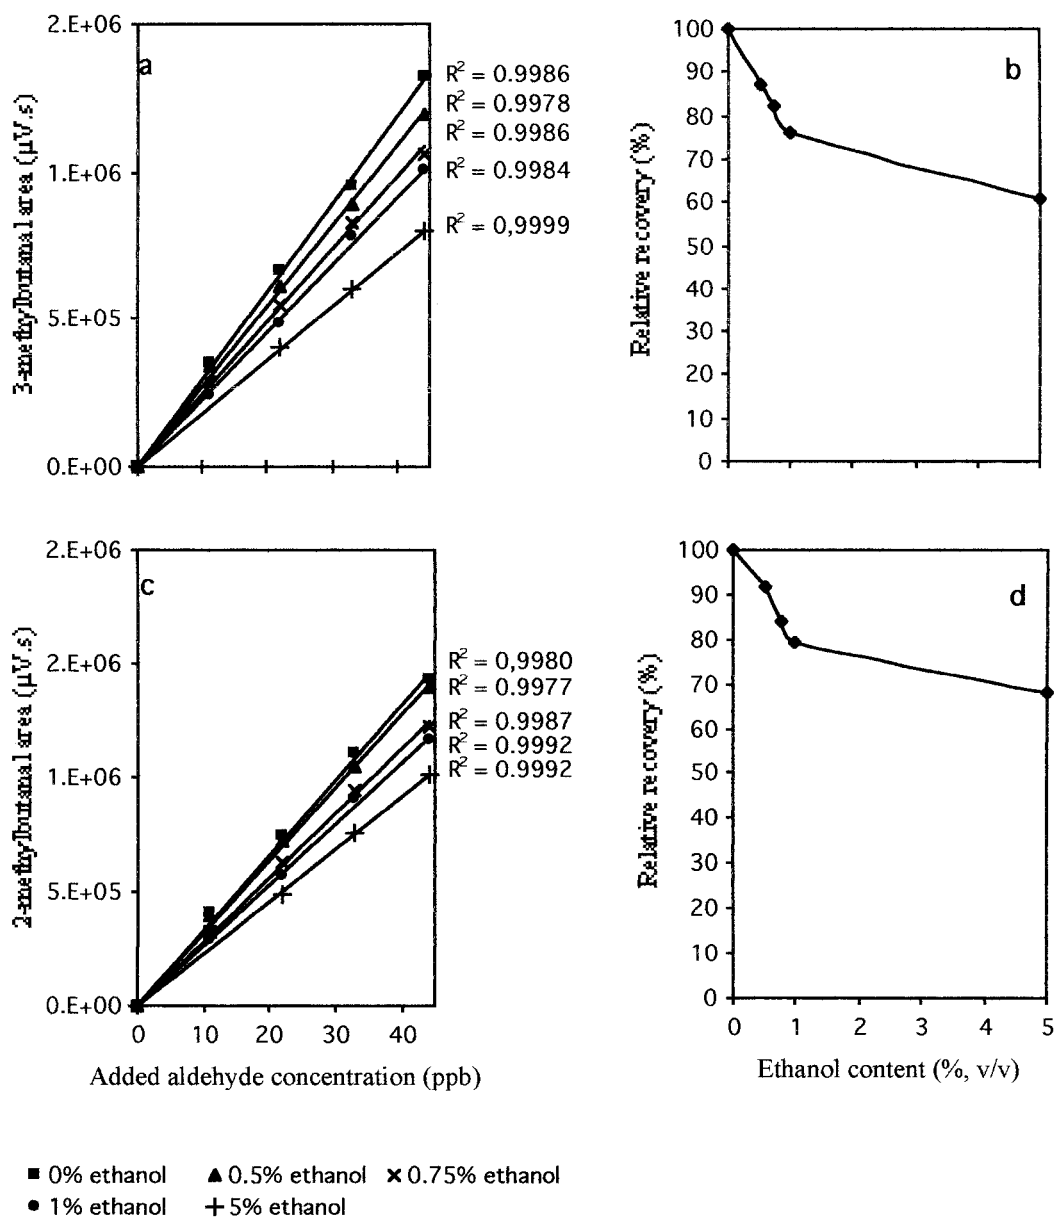 2.E+06
1.E+06
5.E+05
0.E+00
3-methylbutanal area (µV.s)
a
R² = 0.9986
R² = 0.9978
R² = 0.9986
R² = 0.9984
R² = 0,9999
100
90
80
70
60
50
40
30
20
10
0
Relative recovery (%)
b
2.E+06
2.E+06
1.E+06
5.E+05
0.E+00
2-methylbutanal area (µV.s)
c
R² = 0,9980
R² = 0.9977
R² = 0.9987
R² = 0.9992
R² = 0.9992
0 10 20 30 40
Added aldehyde concentration (ppb)
100
90
80
70
60
50
40
30
20
10
0
Relative recovery (%)
d
0 1 2 3 4 5
Ethanol content (%, v/v)
0% ethanol 0.5% ethanol 0.75% ethanol
1% ethanol 5% ethanol